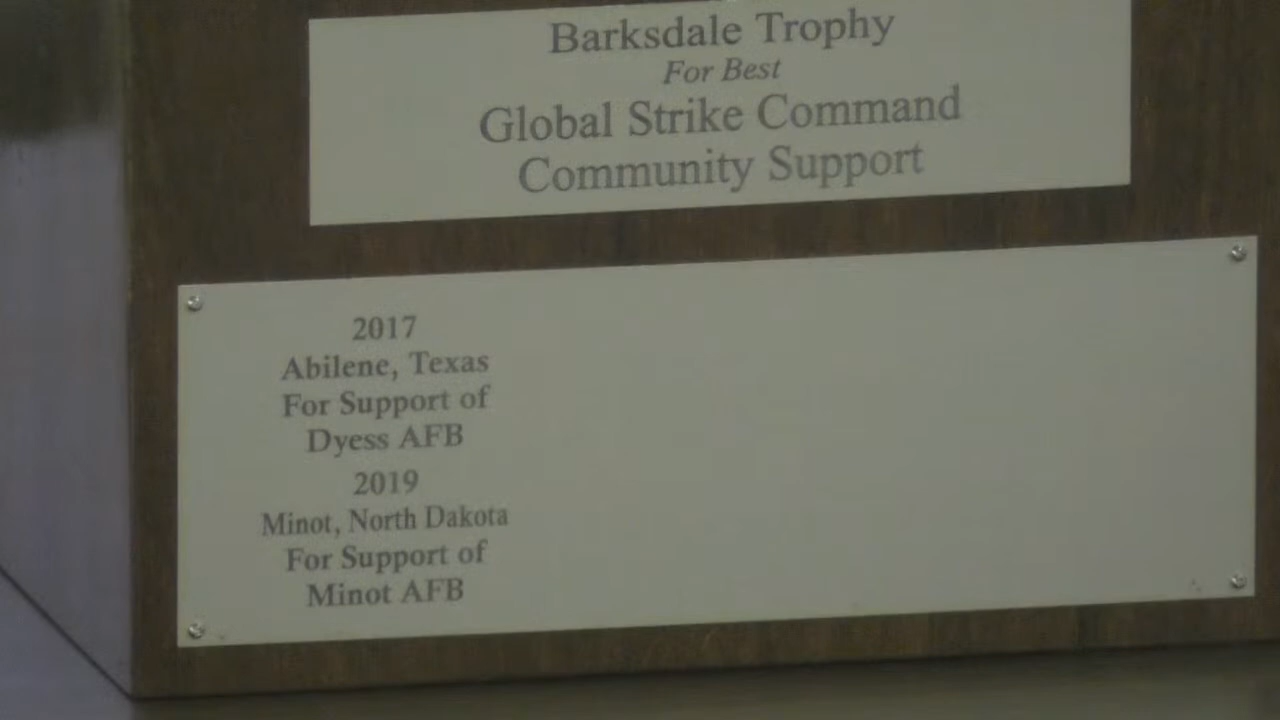 Barksdale Trophy
For Best
Global Strike Command
Community Support
2017
Abilene, Texas
For Support of
Dyess AFB
2019
Minot, North Dakota
For Support of
Minot AFB